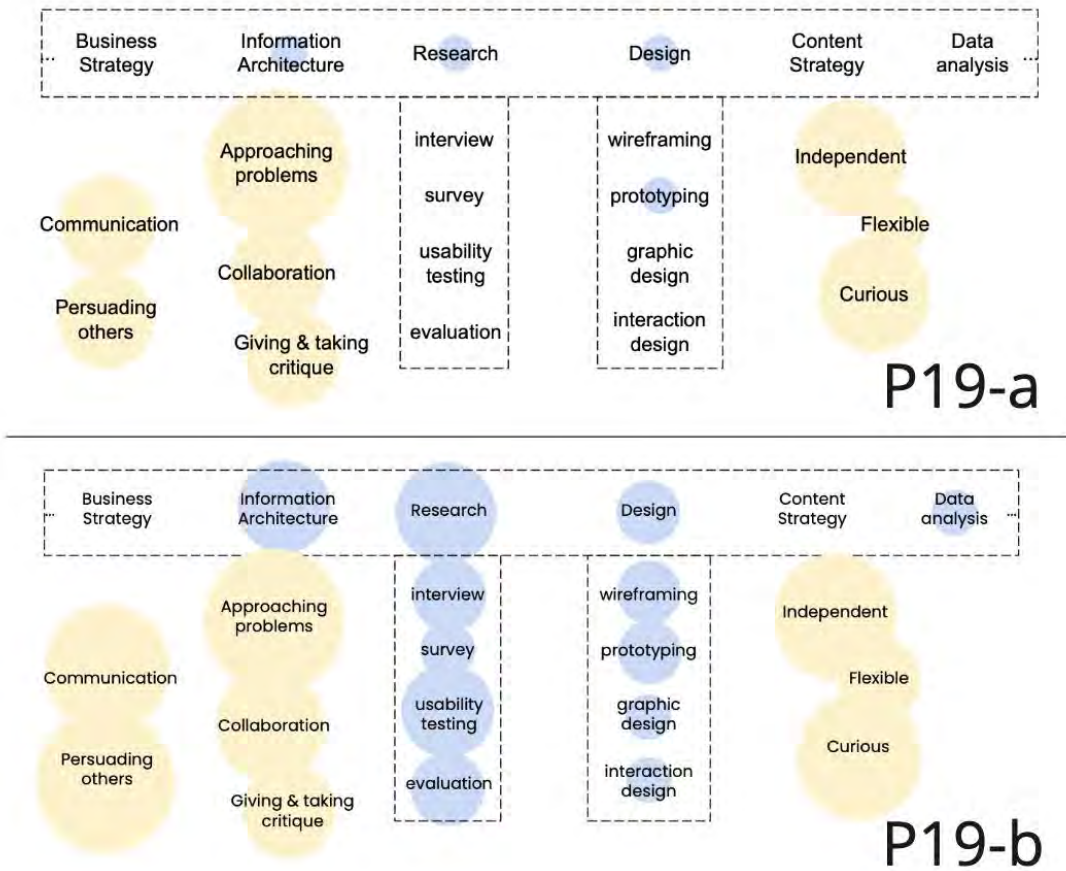 Business
Strategy
Information
Architecture
Research
Design
Content
Strategy
Data
analysis
...
...
Approaching
problems
interview
wireframing
Independent
Communication
survey
prototyping
Flexible
Collaboration
usability
testing
graphic
design
Curious
Persuading
others
Giving & taking
critique
evaluation
interaction
design
P19-a
Business
Strategy
Information
Architecture
Research
Design
Content
Strategy
Data
analysis
...
...
Approaching
problems
interview
wireframing
Independent
Communication
survey
prototyping
Flexible
Collaboration
usability
testing
graphic
design
Curious
Persuading
others
Giving & taking
critique
evaluation
interaction
design
P19-b